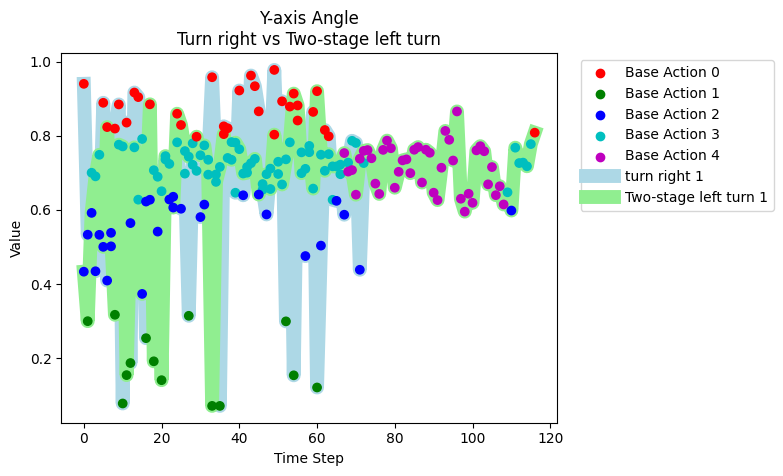 Y-axis Angle
Turn right vs Two-stage left turn
1.0
0.8
0.6
0.4
0.2
Value
0
20
40
60
80
100
120
Time Step
Base Action 0
Base Action 1
Base Action 2
Base Action 3
Base Action 4
turn right 1
Two-stage left turn 1